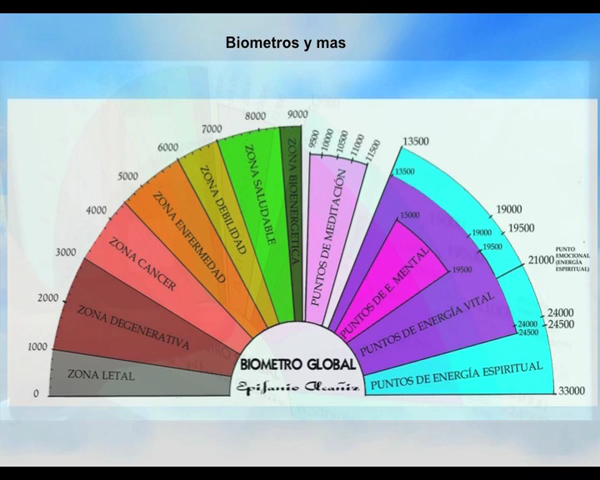 Biometros y mas
0
1000
2000
3000
4000
5000
6000
7000
8000
9000
9500
10000
10500
11000
11500
13500
19000
19500
21000
PUNTO
EMOCIONAL
(ENERGÍA
ESPIRITUAL)
24000
24500
33000
13500
19000
19500
24000
24500
15000
19500
ZONA LETAL
ZONA DEGENERATIVA
ZONA CANCER
ZONA ENFERMEDAD
ZONA DEBILIDAD
ZONA SALUDABLE
ZONA BIOENERGETICA
PUNTOS DE MEDITACIÓN
PUNTOS DE E. MENTAL
PUNTOS DE ENERGÍA VITAL
PUNTOS DE ENERGÍA ESPIRITUAL
BIOMETRO GLOBAL
Epifanio Alcañiz